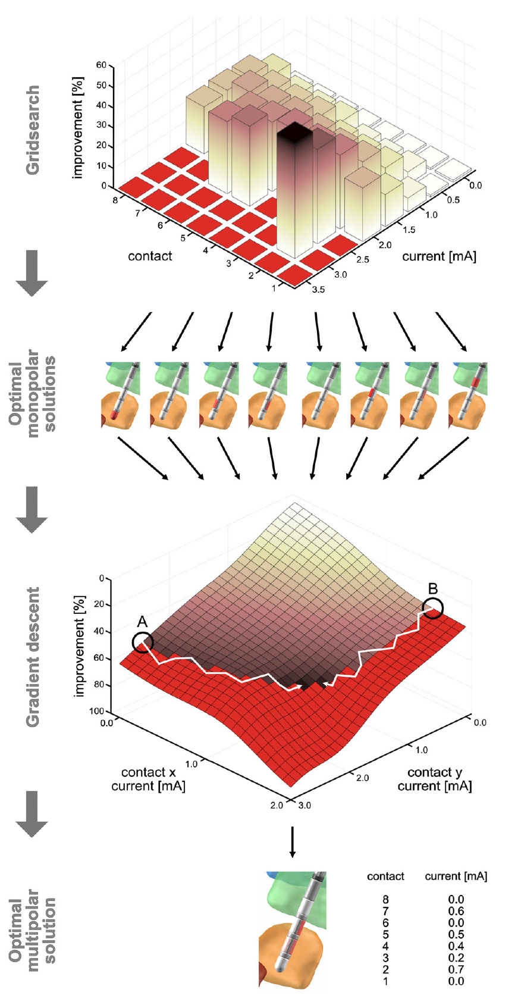 Gridsearch
improvement [%]
60
50
40
30
20
10
0
8
7
6
5
4
3
2
1
contact
0.0
0.5
1.0
1.5
2.0
2.5
3.0
3.5
current [mA]
Optimal
monopolar
solutions
Gradient descent
improvement [%]
0
20
40
60
80
100
A
B
0.0
1.0
2.0
contact x
current [mA]
0.0
1.0
2.0
3.0
contact y
current [mA]
Optimal
multipolar
solution
contact current [mA]
8 0.0
7 0.6
6 0.0
5 0.5
4 0.4
3 0.2
2 0.7
1 0.0